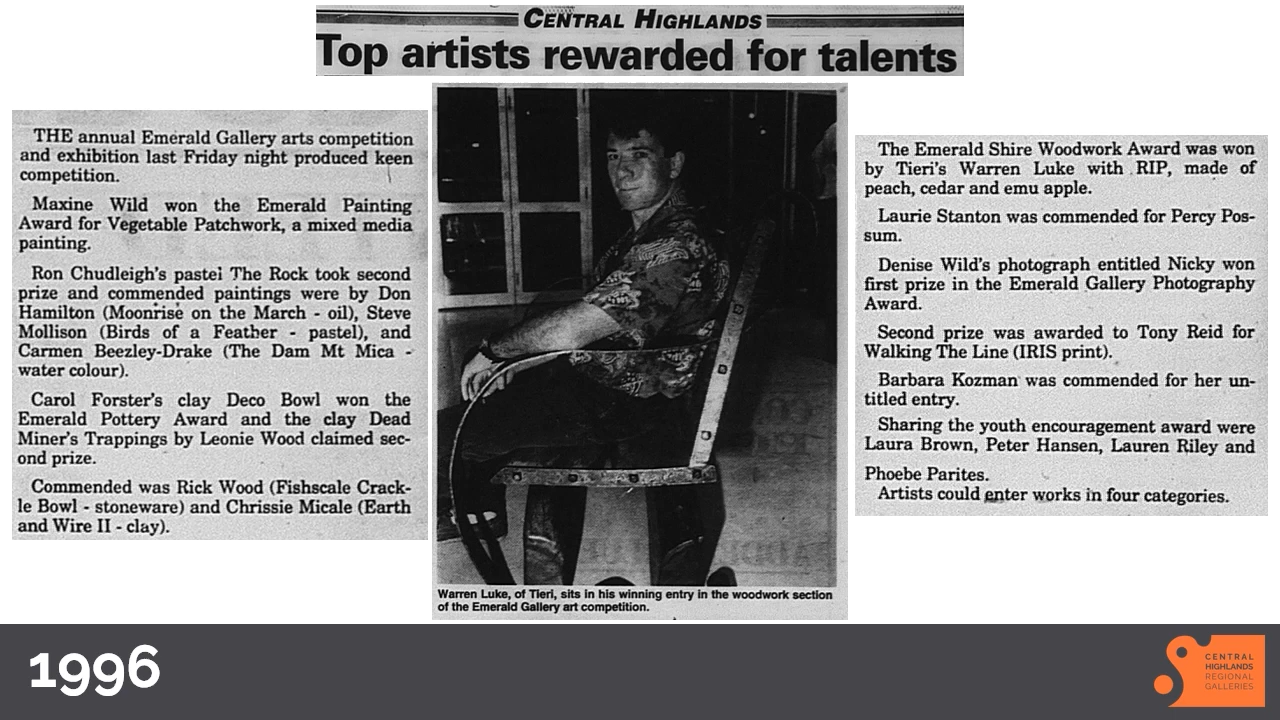 CENTRAL HIGHLANDS
Top artists rewarded for talents
THE annual Emerald Gallery arts competition
and exhibition last Friday night produced keen
competition.
Maxine Wild won the Emerald Painting
Award for Vegetable Patchwork, a mixed media
painting.
Ron Chudleigh's pastel The Rock took second
prize and commended paintings were by Don
Hamilton (Moonrise on the March - oil), Steve
Mollison (Birds of a Feather - pastel), and
Carmen Beezley-Drake (The Dam Mt Mica -
water colour).
Carol Forster's clay Deco Bowl won the
Emerald Pottery Award and the clay Dead
Miner's Trappings by Leonie Wood claimed sec-
ond prize.
Commended was Rick Wood (Fishscale Crack-
le Bowl - stoneware) and Chrissie Micale (Earth
and Wire II - clay).
Warren Luke, of Tieri, sits in his winning entry in the woodwork section
of the Emerald Gallery art competition.
The Emerald Shire Woodwork Award was won
by Tieri's Warren Luke with RIP, made of
peach, cedar and emu apple.
Laurie Stanton was commended for Percy Pos-
sum.
Denise Wild's photograph entitled Nicky won
first prize in the Emerald Gallery Photography
Award.
Second prize was awarded to Tony Reid for
Walking The Line (IRIS print).
Barbara Kozman was commended for her un-
titled entry.
Sharing the youth encouragement award were
Laura Brown, Peter Hansen, Lauren Riley and
Phoebe Parites.
Artists could enter works in four categories.
1996
CENTRAL
HIGHLANDS
REGIONAL
GALLERIES